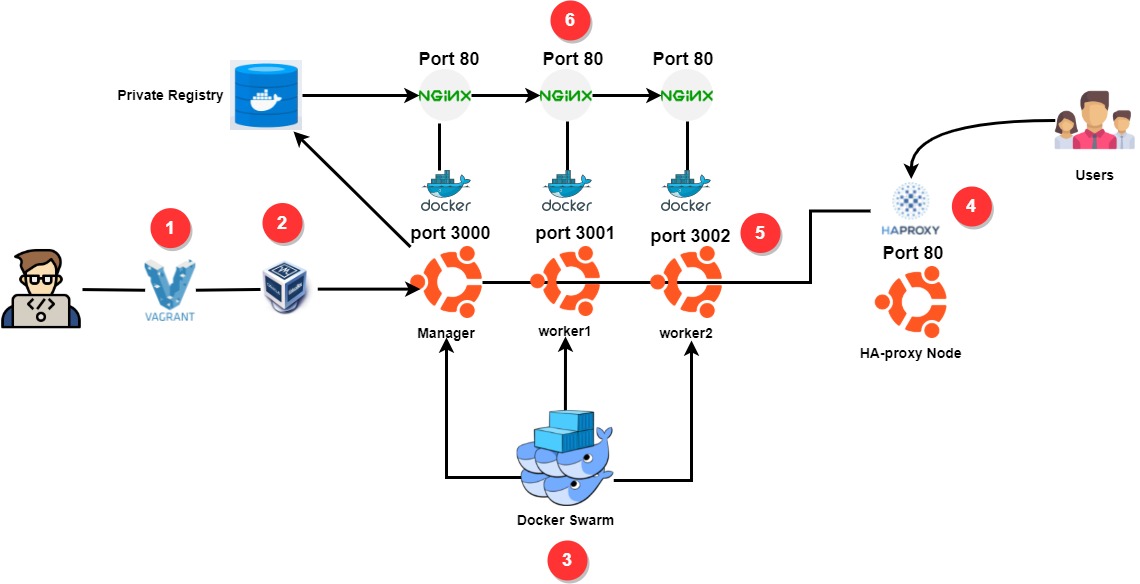 6
Port 80
Port 80
Port 80
Private Registry
NGINX
NGINX
NGINX
Users
docker
docker
docker
4
HAPROXY
1
2
port 3000
port 3001
port 3002
5
Port 80
</>
VAGRANT
Manager
worker1
worker2
HA-proxy Node
Docker Swarm
3